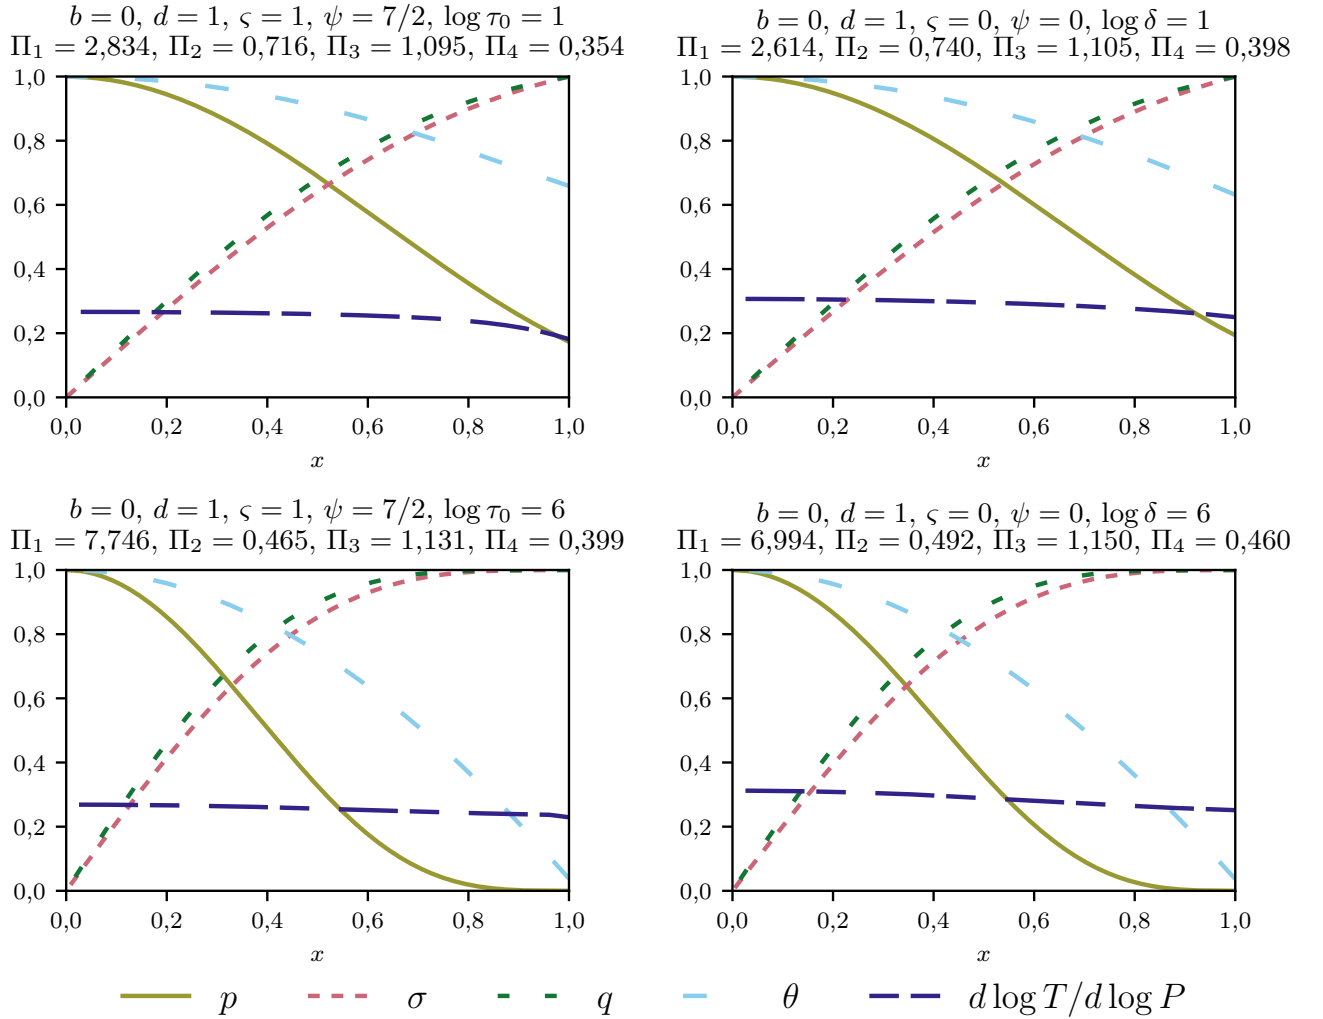 b = 0, d = 1, ς = 1, ψ = 7/2, log τ₀ = 1
Π₁ = 2,834, Π₂ = 0,716, Π₃ = 1,095, Π₄ = 0,354
1,0
0,8
0,6
0,4
0,2
0,0
0,0 0,2 0,4 0,6 0,8 1,0
x
b = 0, d = 1, ς = 0, ψ = 0, log δ = 1
Π₁ = 2,614, Π₂ = 0,740, Π₃ = 1,105, Π₄ = 0,398
1,0
0,8
0,6
0,4
0,2
0,0
0,0 0,2 0,4 0,6 0,8 1,0
x
b = 0, d = 1, ς = 1, ψ = 7/2, log τ₀ = 6
Π₁ = 7,746, Π₂ = 0,465, Π₃ = 1,131, Π₄ = 0,399
1,0
0,8
0,6
0,4
0,2
0,0
0,0 0,2 0,4 0,6 0,8 1,0
x
b = 0, d = 1, ς = 0, ψ = 0, log δ = 6
Π₁ = 6,994, Π₂ = 0,492, Π₃ = 1,150, Π₄ = 0,460
1,0
0,8
0,6
0,4
0,2
0,0
0,0 0,2 0,4 0,6 0,8 1,0
x
p σ q θ d log T/d log P